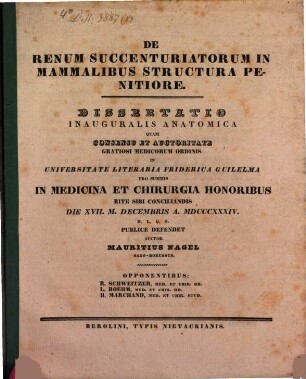 DE
RENUM SUCCENTURIATORUM IN
MAMMALIBUS STRUCTURA PE-
NITIORE.
DISSERTATIO
INAUGURALIS ANATOMICA
QUAM
CONSENSU ET AUCTORITATE
GRATIOSI MEDICORUM ORDINIS
IN
UNIVERSITATE LITERARIA FRIDERICA GUILELMA
PRO SUMMIS
IN MEDICINA ET CHIRURGIA HONORIBUS
RITE SIBI CONCILIANDIS
DIE XVII. M. DECEMBRIS A. MDCCCXXXIV.
H. L. Q. S.
PUBLICE DEFENDET
AUCTOR
MAURITIUS NAGEL
OPPONENTIBUS:
R. SCHWEITZER, MED. ET CHIR. DR.
L. BOEHM, MED. ET CHIR. DR.
H. MARCHAND, MED. ET CHIR. STUD.
BEROLINI, TYPIS NIETACKIANIS.